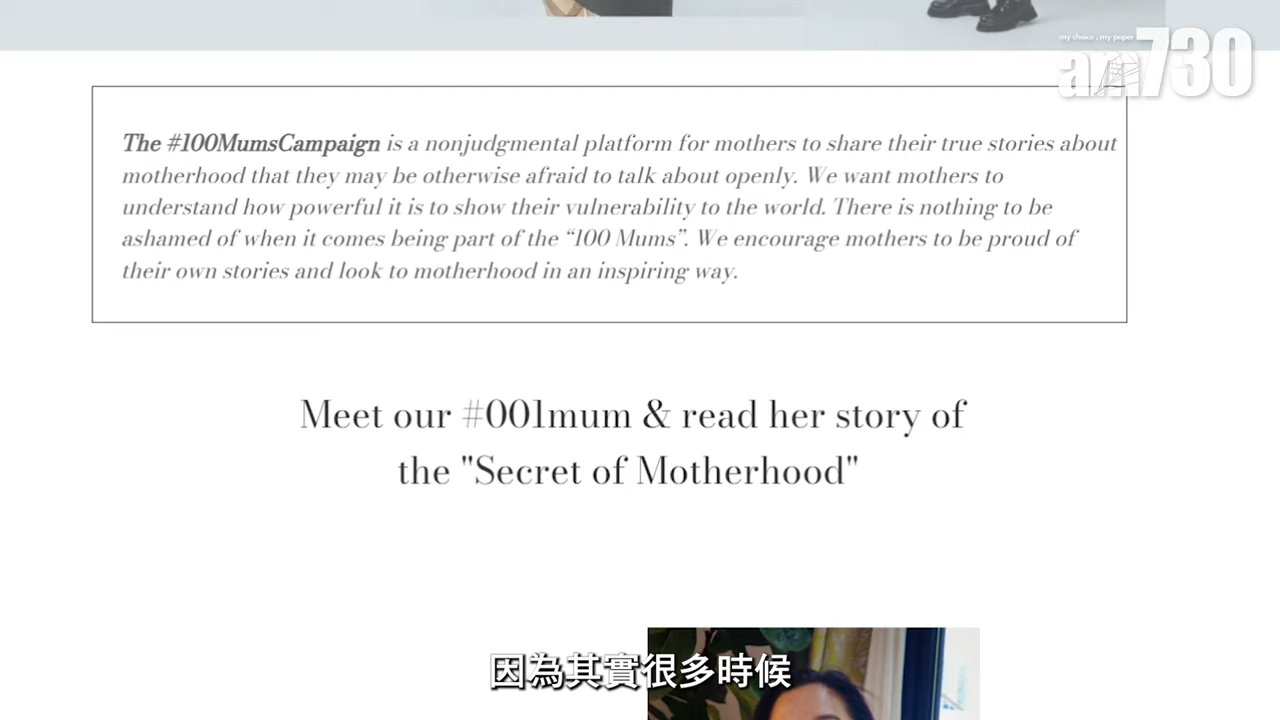 my choice . my paper
am730
The #100MumsCampaign is a nonjudgmental platform for mothers to share their true stories about
motherhood that they may be otherwise afraid to talk about openly. We want mothers to
understand how powerful it is to show their vulnerability to the world. There is nothing to be
ashamed of when it comes being part of the “100 Mums”. We encourage mothers to be proud of
their own stories and look to motherhood in an inspiring way.
Meet our #001mum & read her story of
the "Secret of Motherhood"
因為其實很多時候